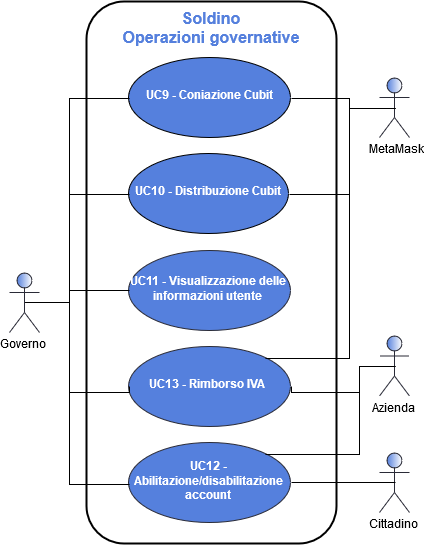 Soldino
Operazioni governative
UC9 - Coniazione Cubit
MetaMask
UC10 - Distribuzione Cubit
UC11 - Visualizzazione delle
informazioni utente
Governo
UC13 - Rimborso IVA
Azienda
UC12 -
Abilitazione/disabilitazione
account
Cittadino